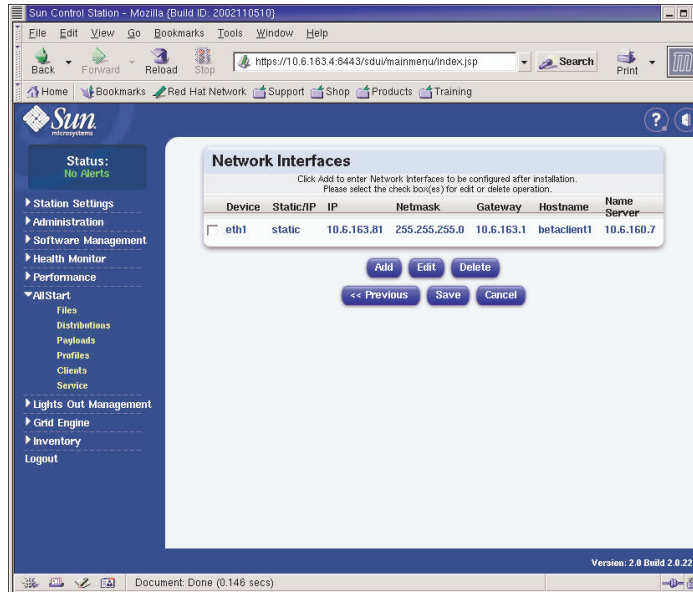 Sun Control Station - Mozilla {Build ID: 2002110510}
File Edit View Go Bookmarks Tools Window Help
Back Forward Reload Stop https://10.6.163.4:8443/sdui/mainmenu/index.jsp Search Print
Home Bookmarks Red Hat Network Support Shop Products Training
Sun
microsystems
?
Status:
No Alerts
Station Settings
Administration
Software Management
Health Monitor
Performance
AllStart
Files
Distributions
Payloads
Profiles
Clients
Service
Lights Out Management
Grid Engine
Inventory
Logout
Network Interfaces
Click Add to enter Network Interfaces to be configured after installation.
Please select the check box(es) for edit or delete operation.
Device Static/IP IP Netmask Gateway Hostname Name Server
eth1 static 10.6.163.81 255.255.255.0 10.6.163.1 betaclient1 10.6.160.7
Add Edit Delete
<< Previous Save Cancel
Version: 2.0 Build 2.0.22
Document: Done (0.146 secs)